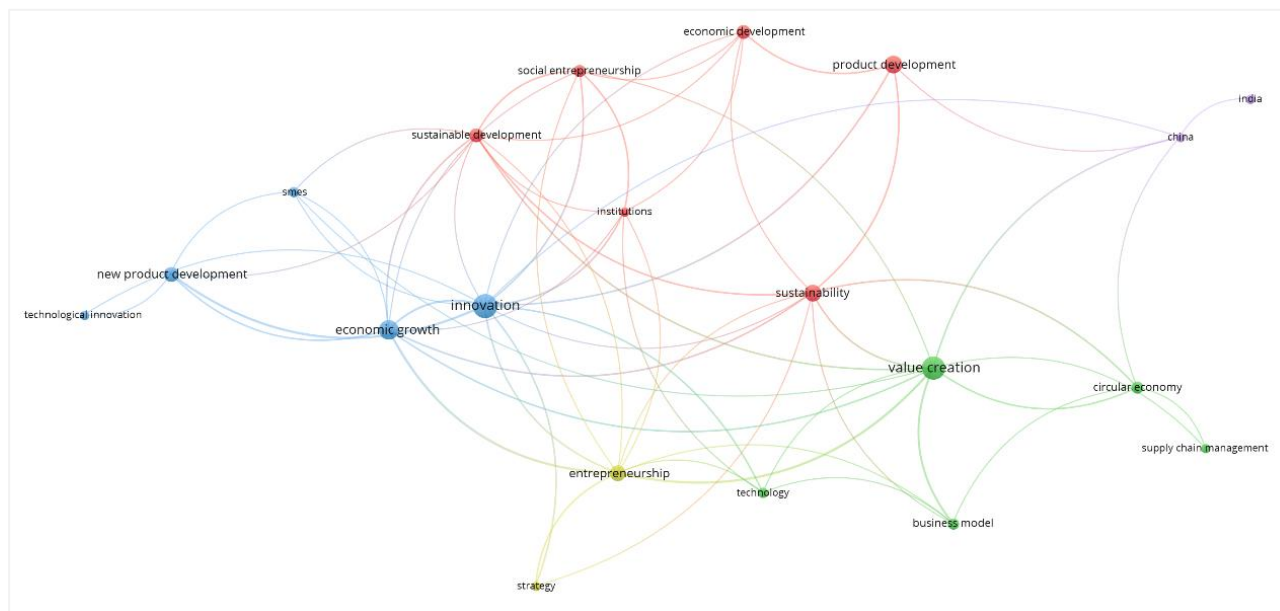 economic development
product development
social entrepreneurship
india
sustainable development
china
smes
institutions
new product development
sustainability
innovation
technological innovation
economic growth
value creation
circular economy
supply chain management
entrepreneurship
technology
business model
strategy